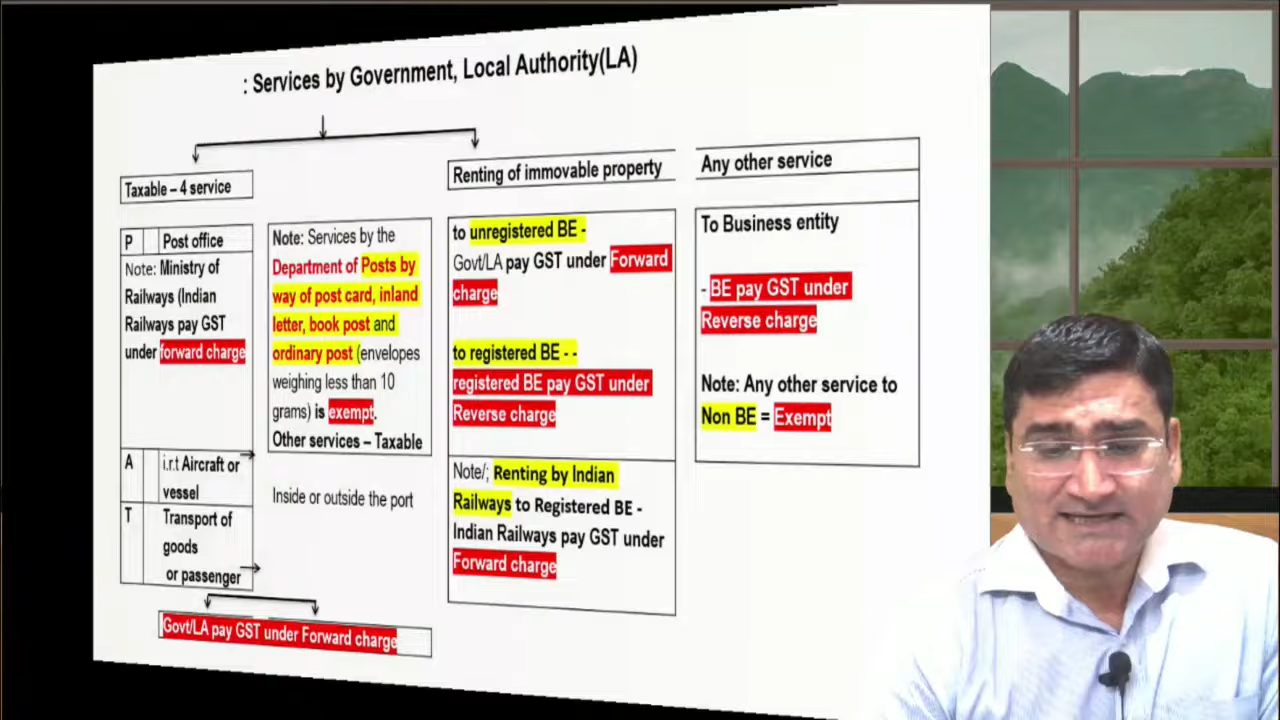 : Services by Government, Local Authority(LA)
Taxable – 4 service
P Post office
Note: Ministry of
Railways (Indian
Railways pay GST
under forward charge
A i.r.t Aircraft or
vessel
T Transport of
goods
or passenger
Note: Services by the
Department of Posts by
way of post card, inland
letter, book post and
ordinary post (envelopes
weighing less than 10
grams) is exempt.
Other services – Taxable
Inside or outside the port
Govt/LA pay GST under Forward charge
Renting of immovable property
to unregistered BE -
Govt/LA pay GST under Forward
charge
to registered BE - -
registered BE pay GST under
Reverse charge
Note/; Renting by Indian
Railways to Registered BE -
Indian Railways pay GST under
Forward charge
Any other service
To Business entity
- BE pay GST under
Reverse charge
Note: Any other service to
Non BE = Exempt